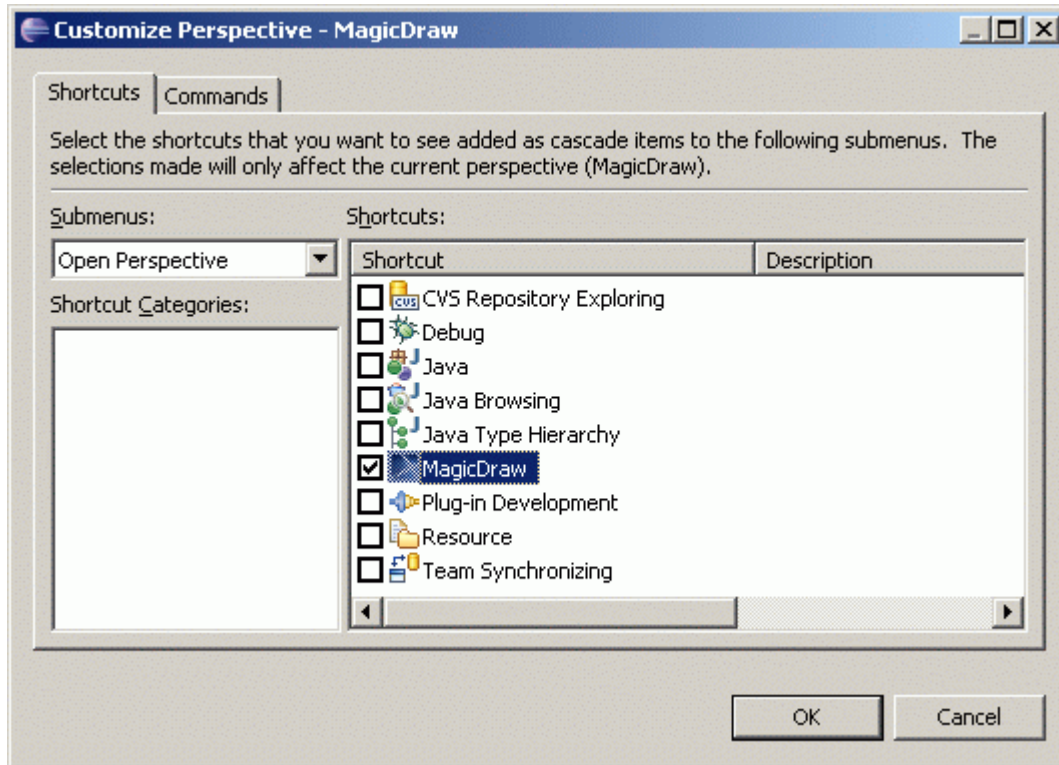 Customize Perspective - MagicDraw
Shortcuts
Commands
Select the shortcuts that you want to see added as cascade items to the following submenus.  The
selections made will only affect the current perspective (MagicDraw).
Submenus:
Shortcuts:
Open Perspective
Shortcut
Description
Shortcut Categories:
CVS Repository Exploring
Debug
Java
Java Browsing
Java Type Hierarchy
MagicDraw
Plug-in Development
Resource
Team Synchronizing
OK
Cancel